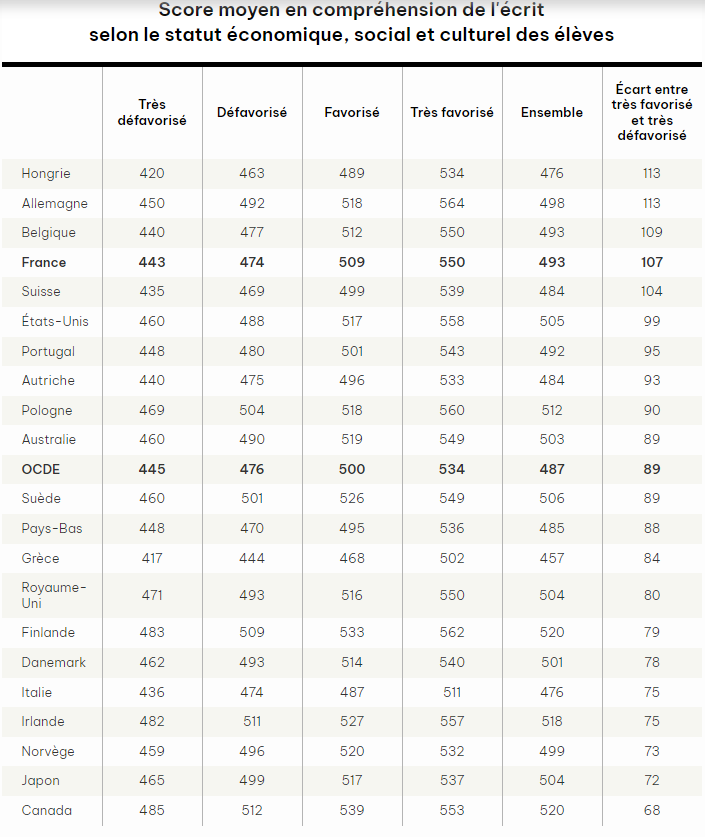 Score moyen en compréhension de l'écrit
selon le statut économique, social et culturel des élèves
Très défavorisé Défavorisé Favorisé Très favorisé Ensemble Écart entre très favorisé et très défavorisé
Hongrie 420 463 489 534 476 113
Allemagne 450 492 518 564 498 113
Belgique 440 477 512 550 493 109
France 443 474 509 550 493 107
Suisse 435 469 499 539 484 104
États-Unis 460 488 517 558 505 99
Portugal 448 480 501 543 492 95
Autriche 440 475 496 533 484 93
Pologne 469 504 518 560 512 90
Australie 460 490 519 549 503 89
OCDE 445 476 500 534 487 89
Suède 460 501 526 549 506 89
Pays-Bas 448 470 495 536 485 88
Grèce 417 444 468 502 457 84
Royaume-Uni 471 493 516 550 504 80
Finlande 483 509 533 562 520 79
Danemark 462 493 514 540 501 78
Italie 436 474 487 511 476 75
Irlande 482 511 527 557 518 75
Norvège 459 496 520 532 499 73
Japon 465 499 517 537 504 72
Canada 485 512 539 553 520 68